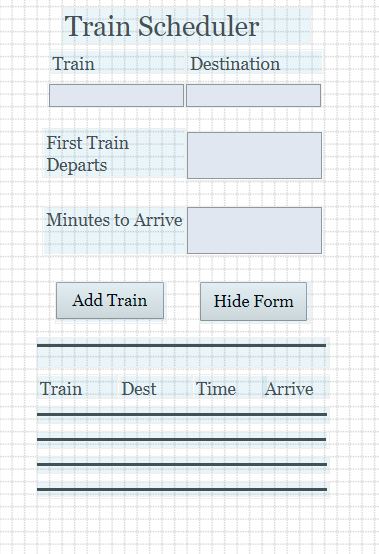 Train Scheduler
Train Destination
First Train
Departs
Minutes to Arrive
Add Train Hide Form
Train Dest Time Arrive